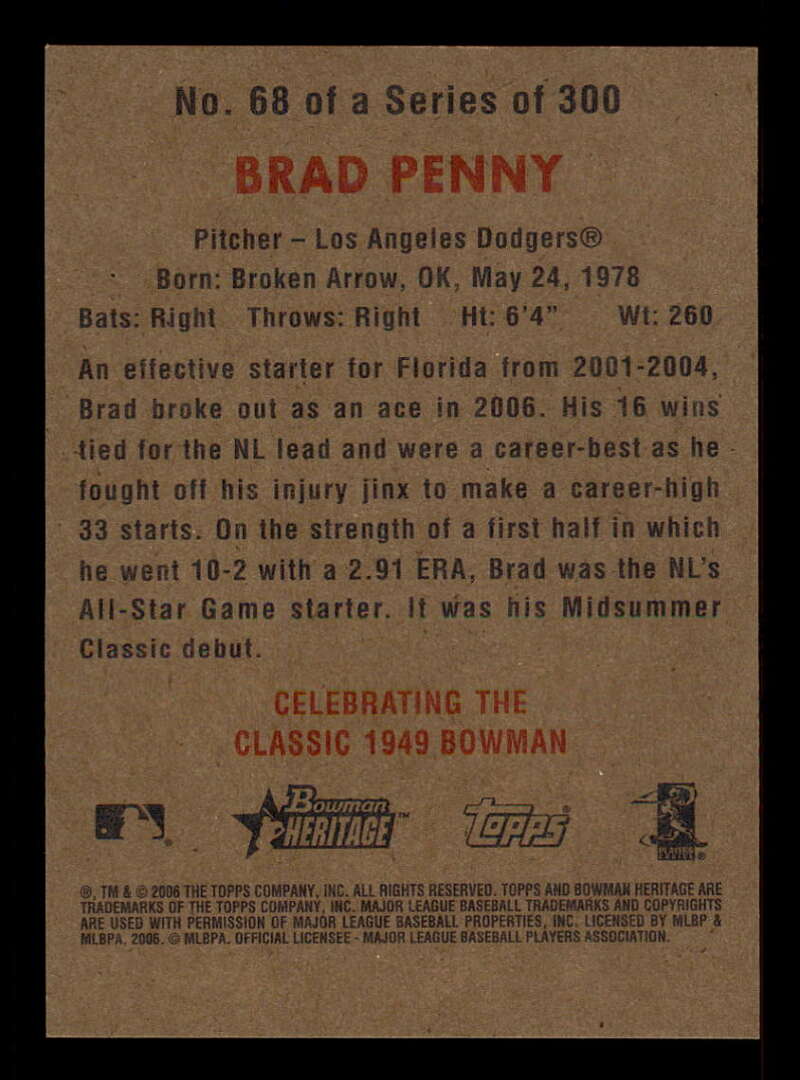 No. 68 of a Series of 300
BRAD PENNY
Pitcher – Los Angeles Dodgers®
Born: Broken Arrow, OK, May 24, 1978
Bats: Right Throws: Right Ht: 6'4" Wt: 260
An effective starter for Florida from 2001-2004,
Brad broke out as an ace in 2006. His 16 wins
tied for the NL lead and were a career-best as he
fought off his injury jinx to make a career-high
33 starts. On the strength of a first half in which
he went 10-2 with a 2.91 ERA, Brad was the NL's
All-Star Game starter. It was his Midsummer
Classic debut.
CELEBRATING THE
CLASSIC 1949 BOWMAN
Bowman HERITAGE™ TOPPS® PLAYERS CHOICE®
®, TM & © 2006 THE TOPPS COMPANY, INC. ALL RIGHTS RESERVED. TOPPS AND BOWMAN HERITAGE ARE
TRADEMARKS OF THE TOPPS COMPANY, INC. MAJOR LEAGUE BASEBALL TRADEMARKS AND COPYRIGHTS
ARE USED WITH PERMISSION OF MAJOR LEAGUE BASEBALL PROPERTIES, INC. LICENSED BY MLBP &
MLBPA. 2006. © MLBPA. OFFICIAL LICENSEE - MAJOR LEAGUE BASEBALL PLAYERS ASSOCIATION.